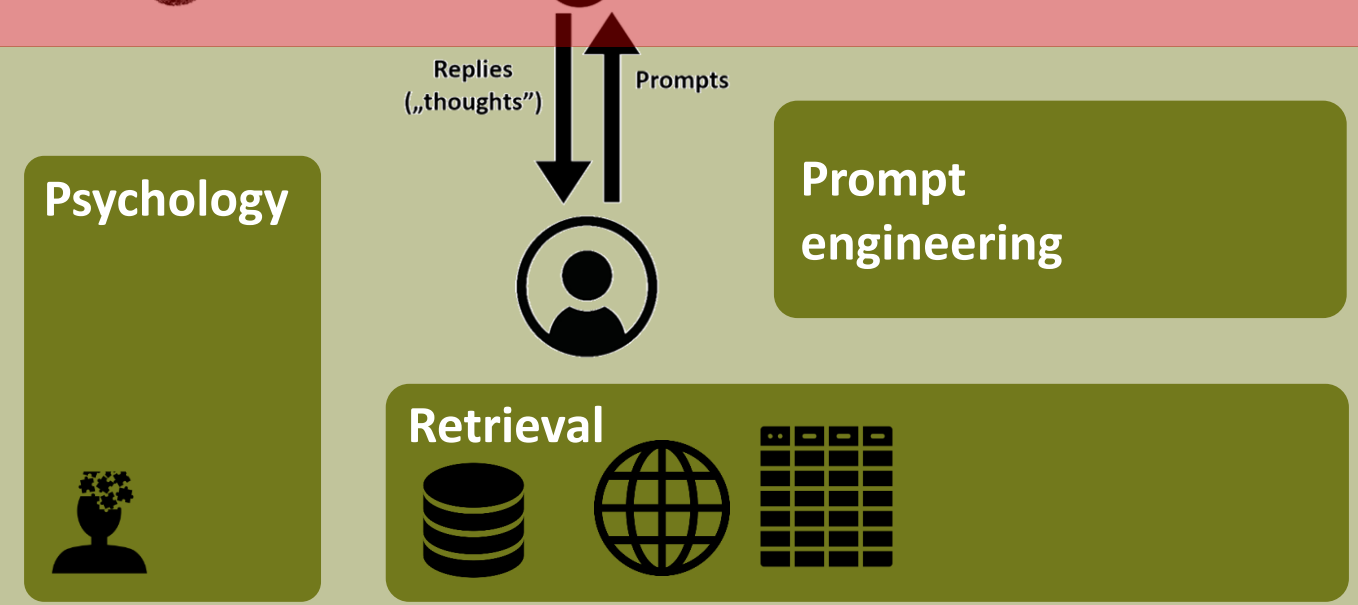 Replies
(„thoughts”)
Prompts
Psychology
Prompt
engineering
Retrieval